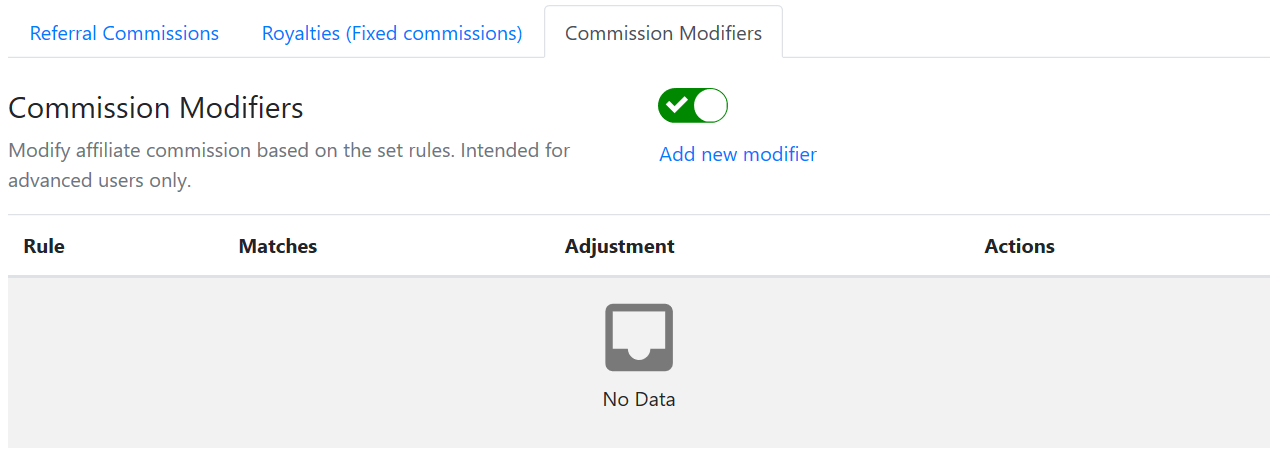 Referral Commissions Royalties (Fixed commissions) Commission Modifiers
Commission Modifiers
Modify affiliate commission based on the set rules. Intended for
advanced users only.
Add new modifier
Rule Matches Adjustment Actions
No Data